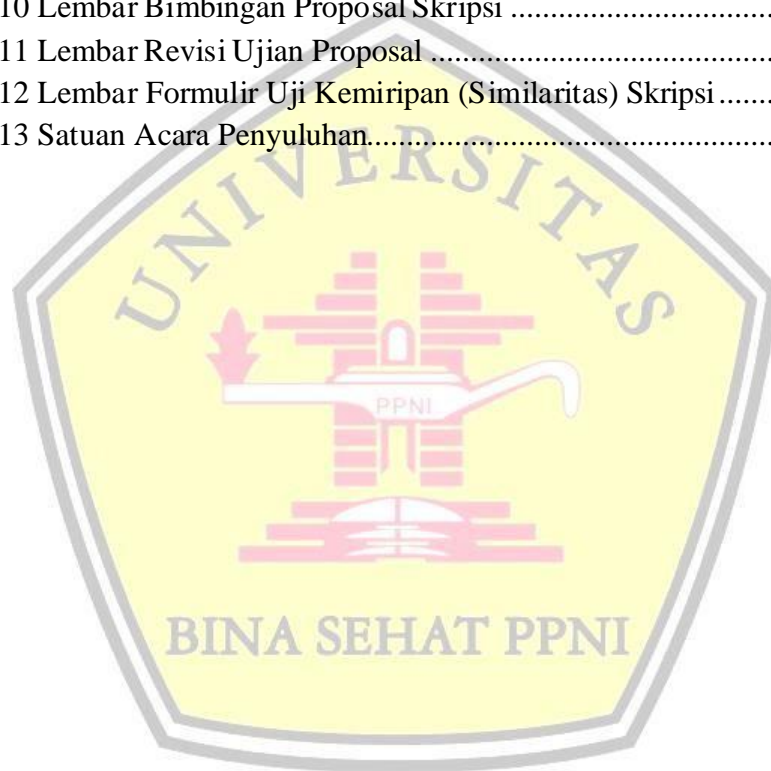 10 Lembar Bimbingan Proposal Skripsi ..................................
11 Lembar Revisi Ujian Proposal ............................................
12 Lembar Formulir Uji Kemiripan (Similaritas) Skripsi ..........
13 Satuan Acara Penyuluhan...................................................
UNIVERSITAS
PPNI
BINA SEHAT PPNI